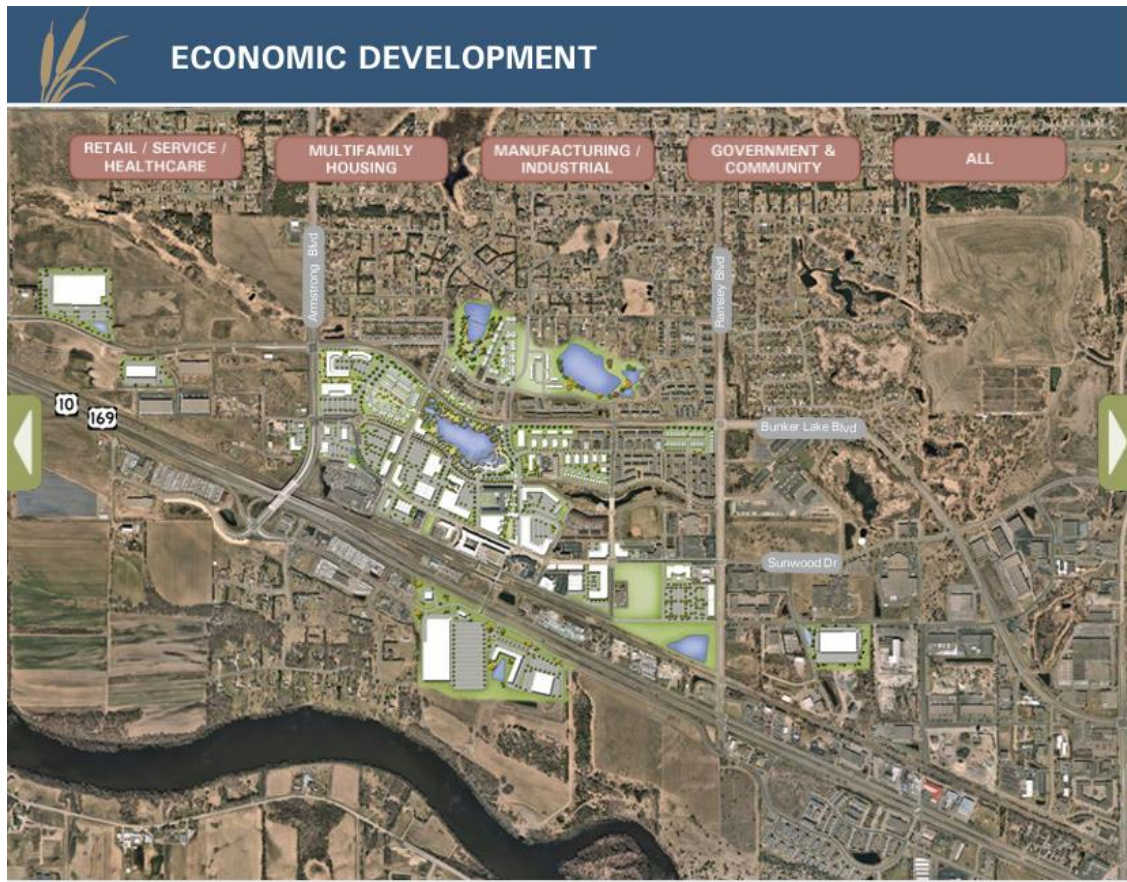 ECONOMIC DEVELOPMENT
RETAIL / SERVICE /
HEALTHCARE
MULTIFAMILY
HOUSING
MANUFACTURING /
INDUSTRIAL
GOVERNMENT &
COMMUNITY
ALL
Armstrong Blvd
Ramsey Blvd
10
169
Bunker Lake Blvd
Sunwood Dr